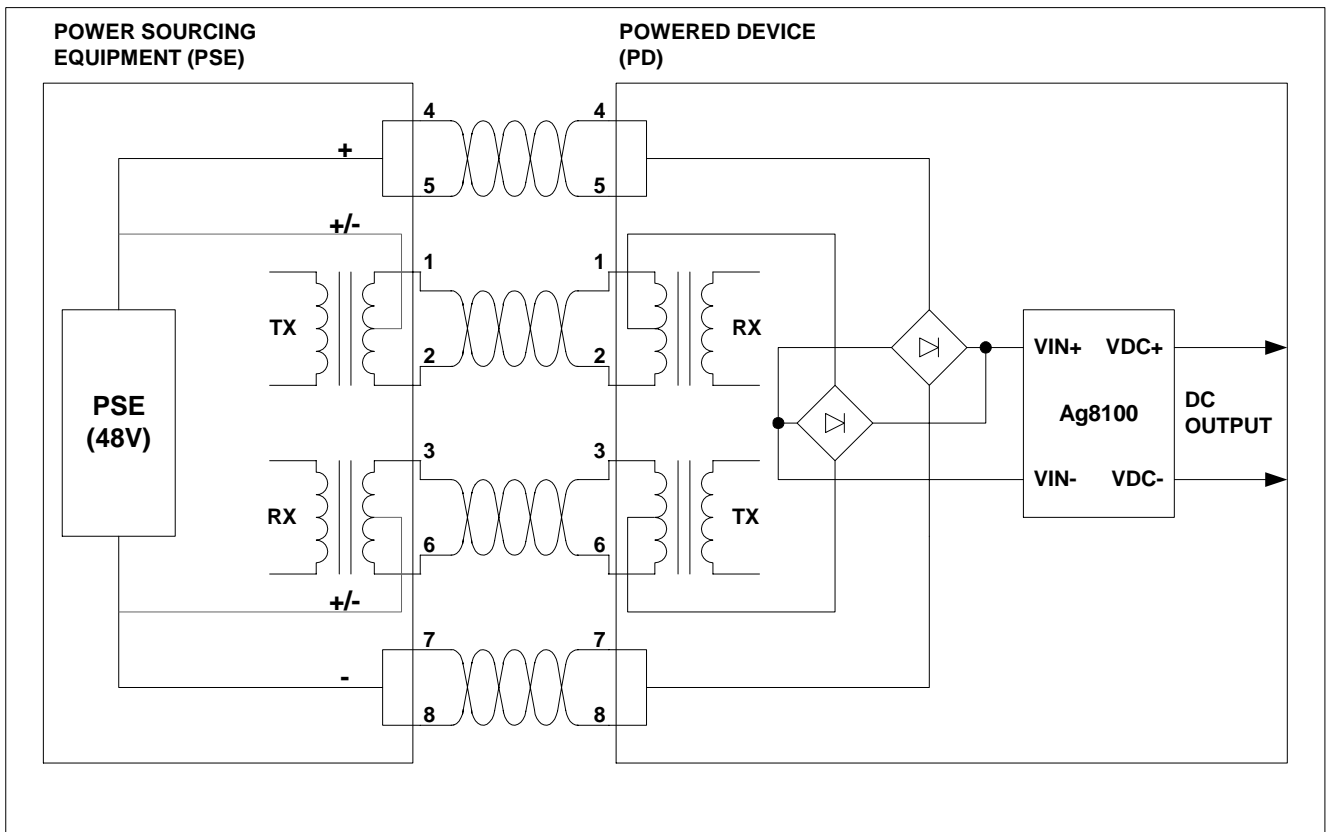 POWER SOURCING
EQUIPMENT (PSE)
POWERED DEVICE
(PD)
4
4
+
5
5
+/-
1
1
TX
RX
2
2
VIN+
VDC+
PSE
(48V)
Ag8100
DC
OUTPUT
3
3
VIN-
VDC-
RX
TX
6
6
+/-
7
7
-
8
8